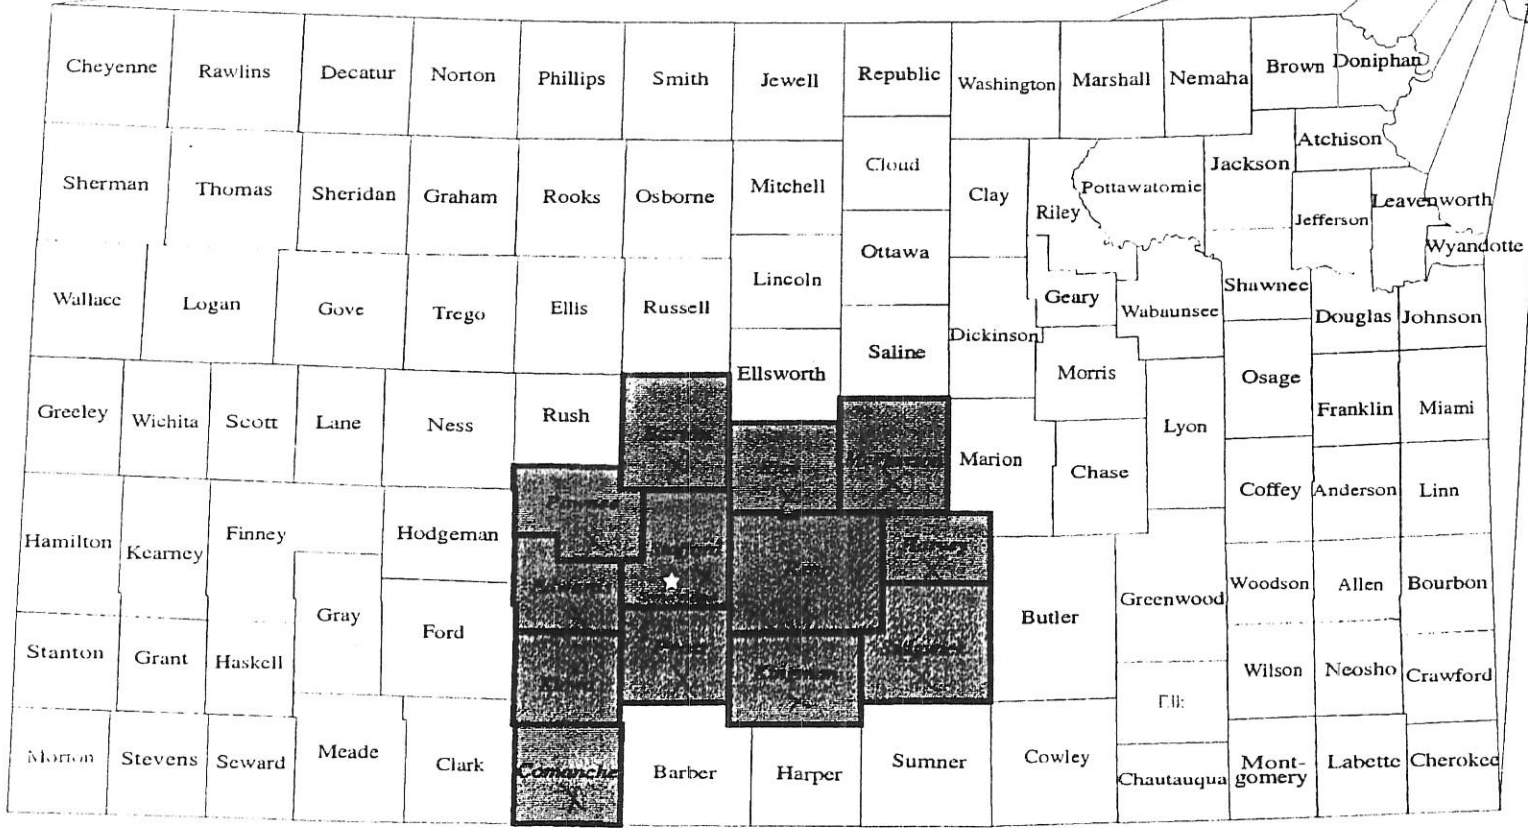 Cheyenne Rawlins Decatur Norton Phillips Smith Jewell Republic Washington Marshall Nemaha Brown Doniphan
Sherman Thomas Sheridan Graham Rooks Osborne Mitchell Cloud Clay Riley Pottawatomie Jackson Atchison
Jefferson Leavenworth
Wyandotte
Wallace Logan Gove Trego Ellis Russell Lincoln Ottawa Geary Wabaunsee Shawnee Douglas Johnson
Ellsworth Saline Dickinson Morris Osage
Greeley Wichita Scott Lane Ness Rush Marion Chase Lyon Franklin Miami
Coffey Anderson Linn
Hamilton Kearney Finney Hodgeman
Gray Ford Butler Greenwood Woodson Allen Bourbon
Stanton Grant Haskell Kingman Wilson Neosho Crawford
Morton Stevens Seward Meade Clark Comanche Barber Harper Sumner Cowley Chautauqua Mont-
gomery Labette Cherokee